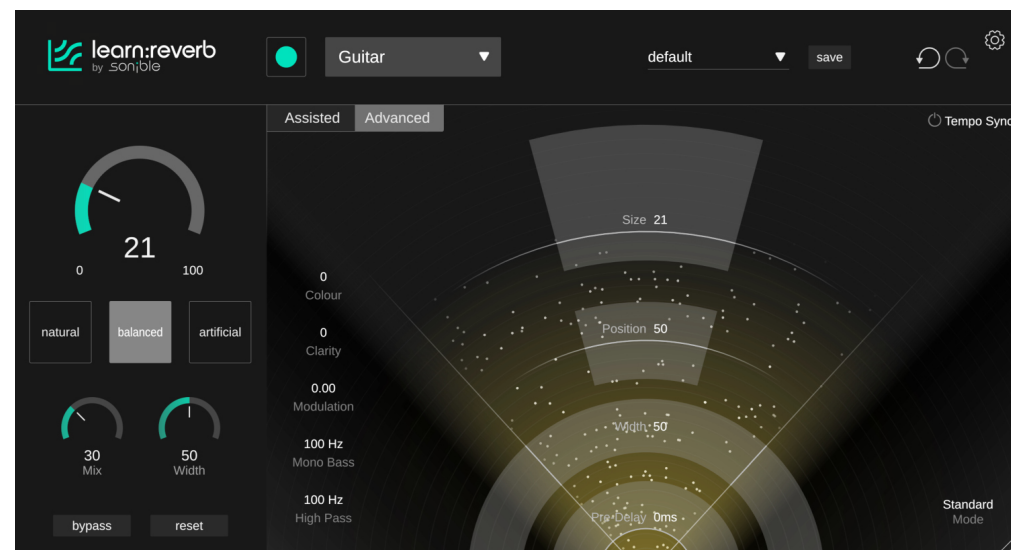 learn:reverb
by sonible
Guitar
default
save
Assisted
Advanced
Tempo Sync
21
0
100
natural
balanced
artificial
30
Mix
50
Width
bypass
reset
0
Colour
0
Clarity
0.00
Modulation
100 Hz
Mono Bass
100 Hz
High Pass
Size 21
Position 50
Width 50
Pre Delay 0ms
Standard
Mode